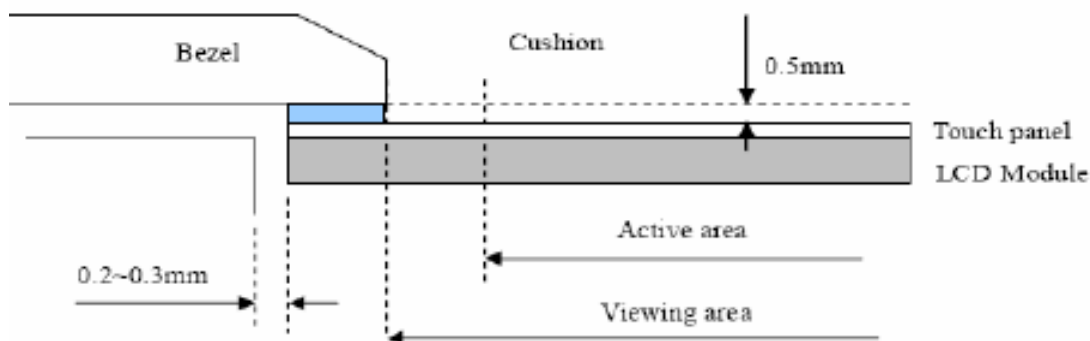 Cushion
Bezel
0.5mm
Touch panel
LCD Module
Active area
0.2~0.3mm
Viewing area